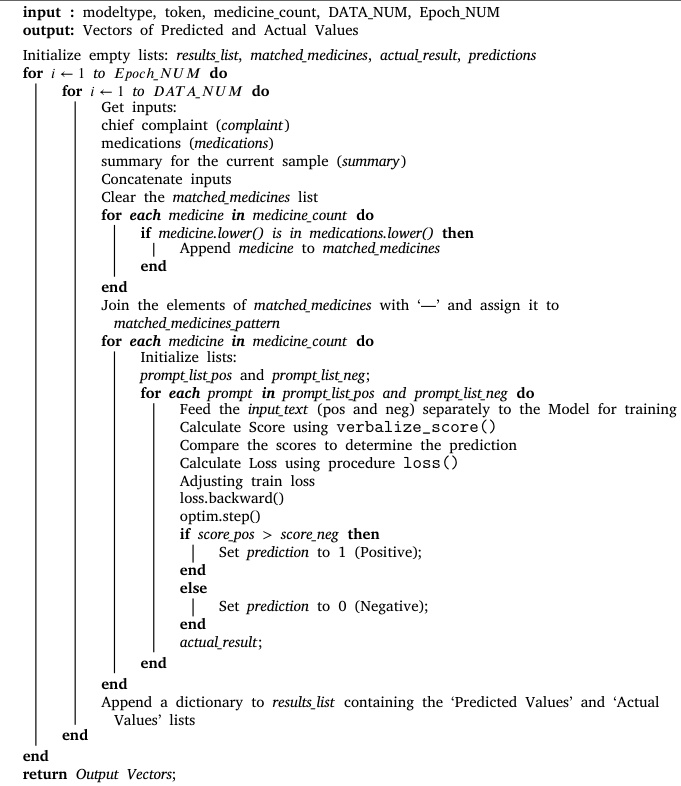 input : modeltype, token, medicine_count, DATA_NUM, Epoch_NUM
output: Vectors of Predicted and Actual Values
Initialize empty lists: results_list, matched_medicines, actual_result, predictions
for i ← 1 to Epoch_NUM do
for i ← 1 to DATA_NUM do
Get inputs:
chief complaint (complaint)
medications (medications)
summary for the current sample (summary)
Concatenate inputs
Clear the matched_medicines list
for each medicine in medicine_count do
if medicine.lower() is in medications.lower() then
Append medicine to matched_medicines
end
end
Join the elements of matched_medicines with ‘—’ and assign it to
matched_medicines_pattern
for each medicine in medicine_count do
Initialize lists:
prompt_list_pos and prompt_list_neg;
for each prompt in prompt_list_pos and prompt_list_neg do
Feed the input_text (pos and neg) separately to the Model for training
Calculate Score using verbalize_score()
Compare the scores to determine the prediction
Calculate Loss using procedure loss()
Adjusting train loss
loss.backward()
optim.step()
if score_pos > score_neg then
Set prediction to 1 (Positive);
end
else
Set prediction to 0 (Negative);
end
actual_result;
end
end
Append a dictionary to results_list containing the ‘Predicted Values’ and ‘Actual
Values’ lists
end
end
return Output Vectors;